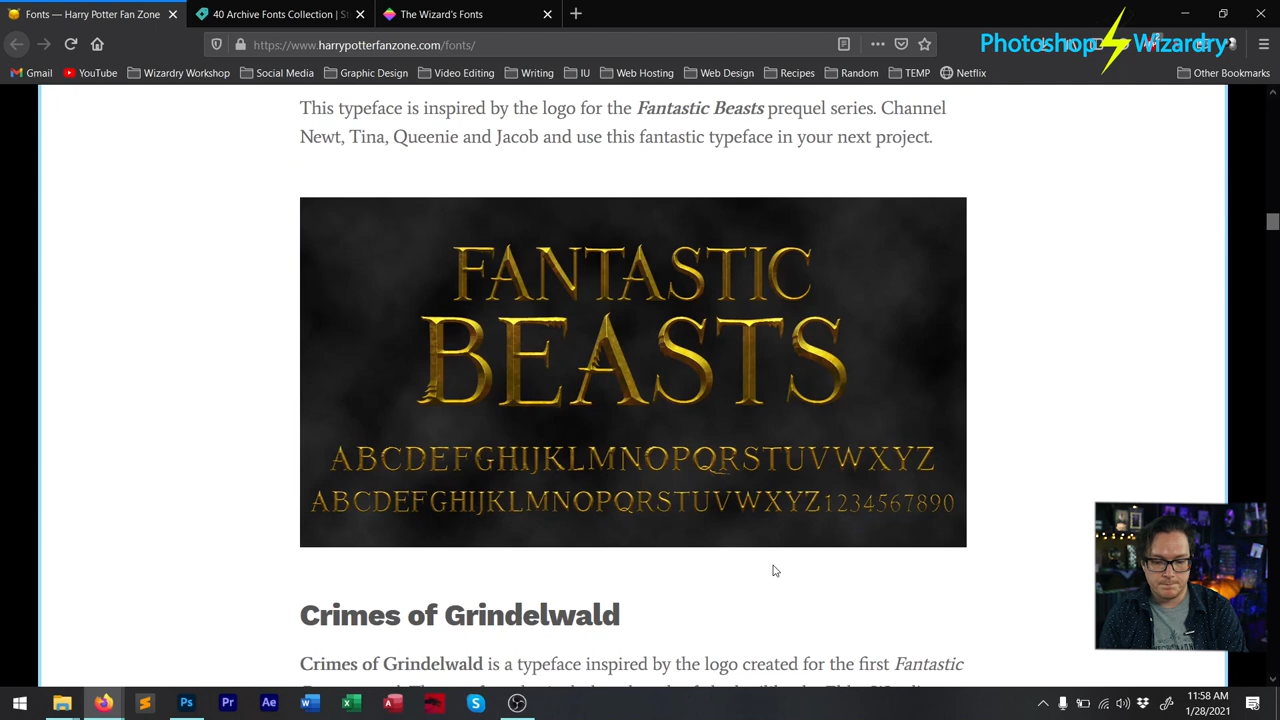 Fonts — Harry Potter Fan Zone
40 Archive Fonts Collection | St
The Wizard's Fonts
https://www.harrypotterfanzone.com/fonts/
Photoshop Wizardry
Gmail YouTube Wizardry Workshop Social Media Graphic Design Video Editing Writing IU Web Hosting Web Design Recipes Random TEMP Netflix Other Bookmarks
This typeface is inspired by the logo for the Fantastic Beasts prequel series. Channel
Newt, Tina, Queenie and Jacob and use this fantastic typeface in your next project.
FANTASTIC
BEASTS
ABCDEFGHIJKLMNOPQRSTUVWXYZ
ABCDEFGHIJKLMNOPQRSTUVWXYZ1234567890
Crimes of Grindelwald
Crimes of Grindelwald is a typeface inspired by the logo created for the first Fantastic
Ps Pr Ae W X A S
11:58 AM
1/28/2021